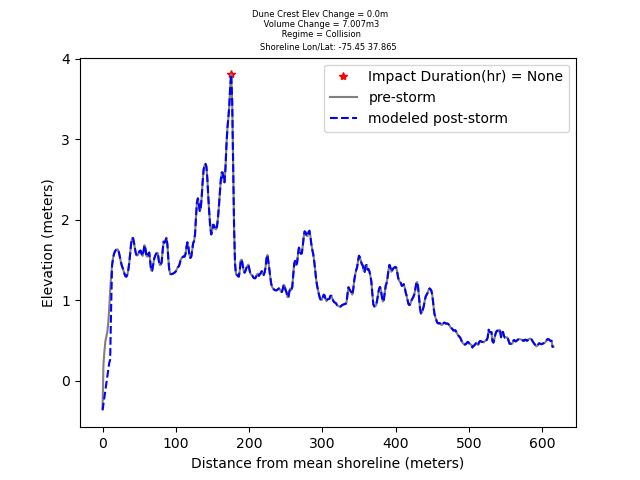 Dune Crest Elev Change = 0.0m
Volume Change = 7.007m3
Regime = Collision
Shoreline Lon/Lat: -75.45 37.865
Impact Duration(hr) = None
pre-storm
modeled post-storm
4
3
2
1
0
Elevation (meters)
0 100 200 300 400 500 600
Distance from mean shoreline (meters)